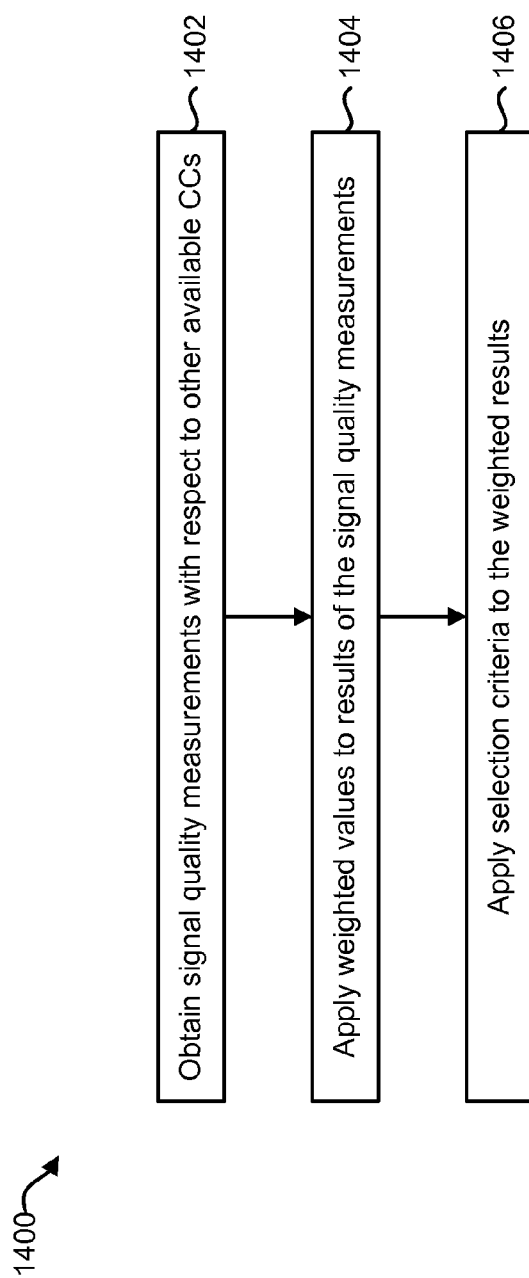 1400
Obtain signal quality measurements with respect to other available CCs
1402
Apply weighted values to results of the signal quality measurements
1404
Apply selection criteria to the weighted results
1406